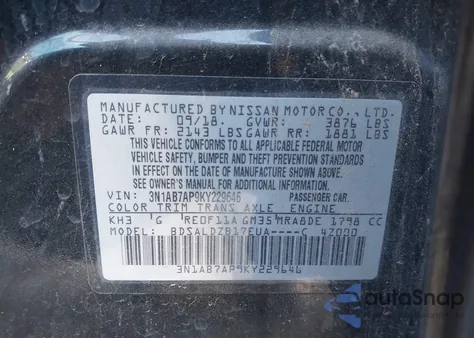 MANUFACTURED BY NISSAN MOTOR CO., LTD.
DATE: 09/18 GVWR: 3876 LBS
GAWR FR: 2143 LBS GAWR RR: 1881 LBS
THIS VEHICLE CONFORMS TO ALL APPLICABLE FEDERAL MOTOR
VEHICLE SAFETY, BUMPER AND THEFT PREVENTION STANDARDS
IN EFFECT ON THE DATE OF MANUFACTURE SHOWN ABOVE.
SEE OWNER'S MANUAL FOR ADDITIONAL INFORMATION.
VIN: 3N1AB7AP9KY229646 PASSENGER CAR
COLOR TRIM TRANS AXLE ENGINE
KH3 G RE0F11A GM35 MRA8DE 1798 CC
MODEL: BDSALDZB17EUA----C 4Z000
3N1AB7AP9KY229646
autoSnap